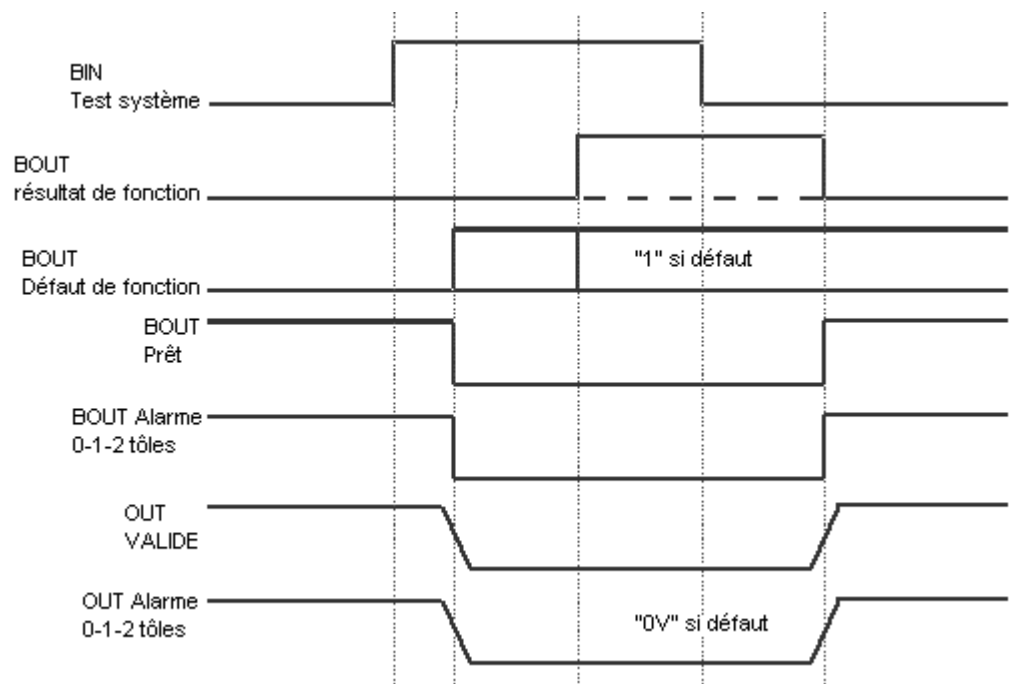 BIN
Test système
BOUT
résultat de fonction
BOUT
Défaut de fonction
"1" si défaut
BOUT
Prêt
BOUT Alarme
0-1-2 tôles
OUT
VALIDE
OUT Alarme
0-1-2 tôles
"0V" si défaut